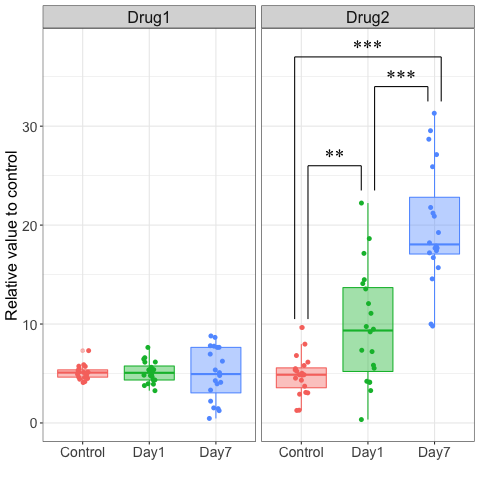 Drug1
Drug2
***
***
**
Relative value to control
30
20
10
0
Control Day1 Day7
Control Day1 Day7